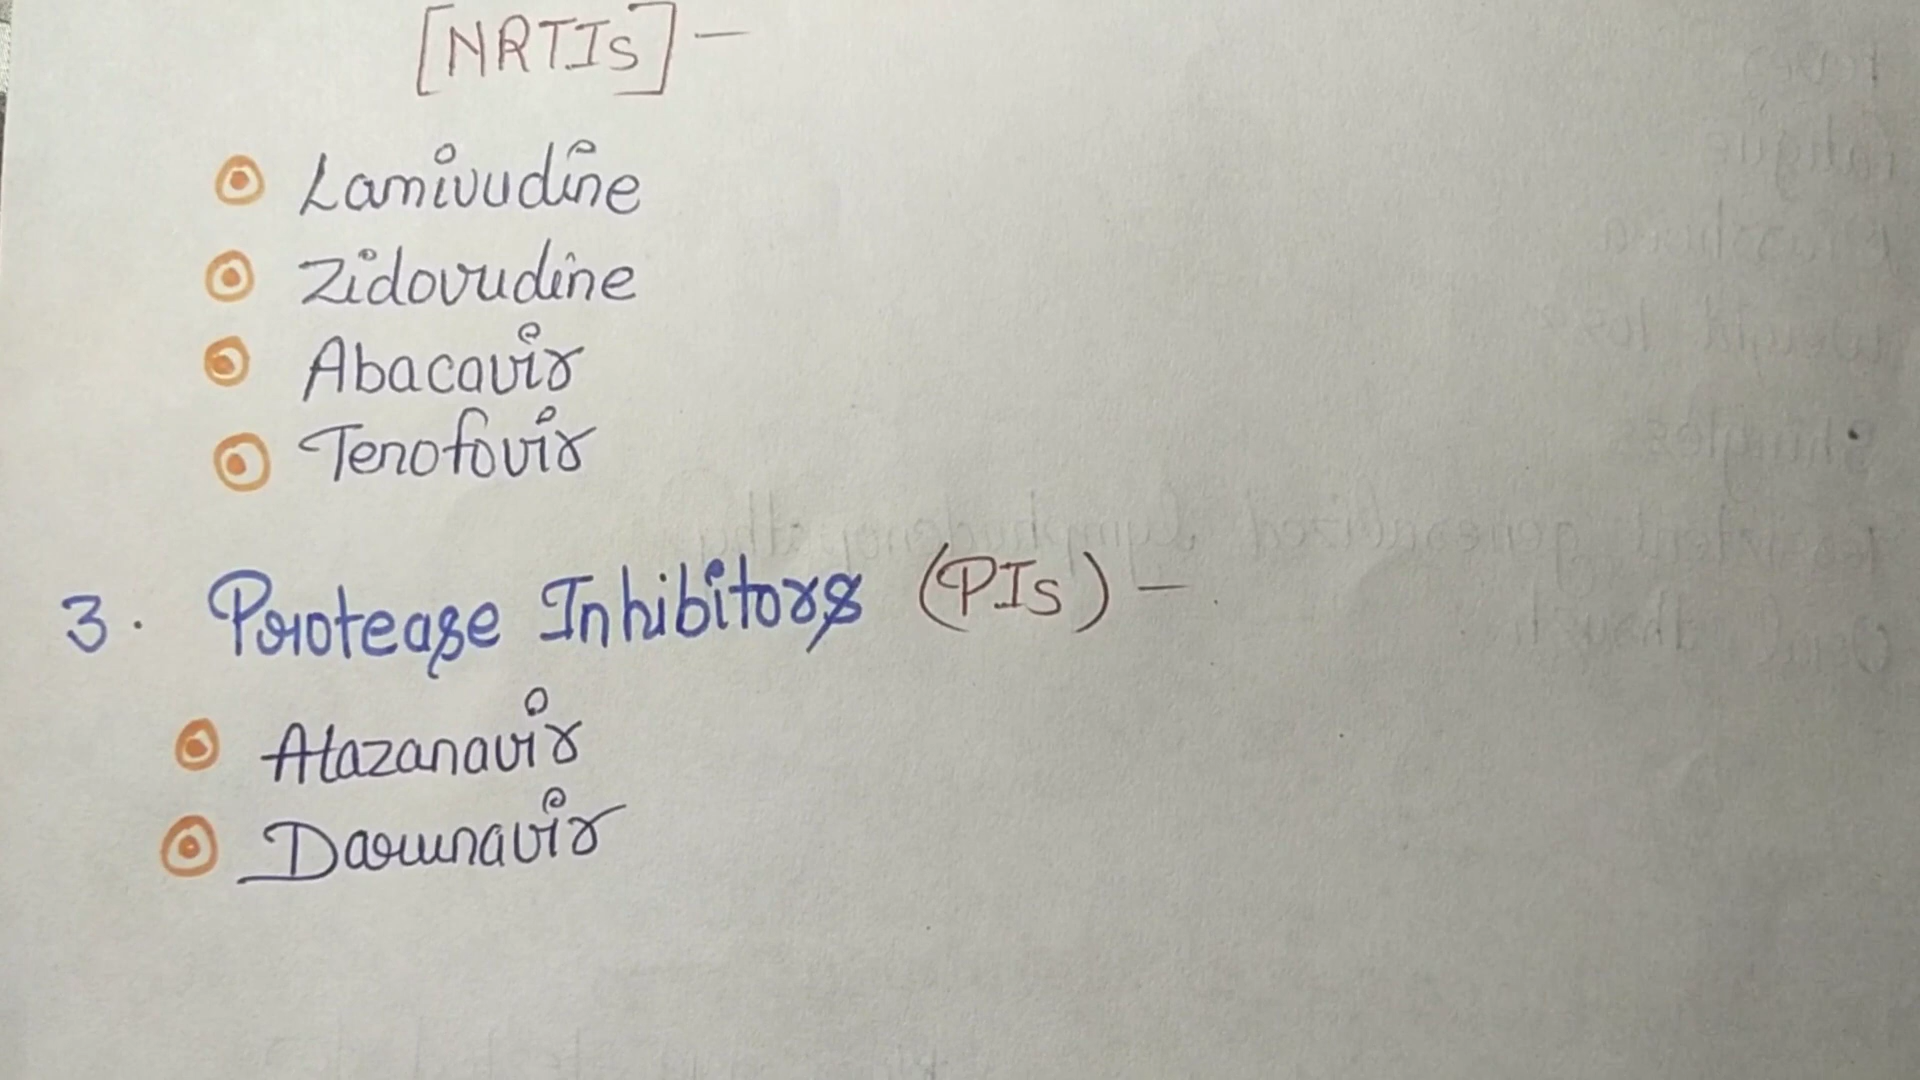 [NRTIs] -
Lamivudine
Zidovudine
Abacavir
Tenofovir
3. Protease Inhibitors (PIs) -
Atazanavir
Darunavir